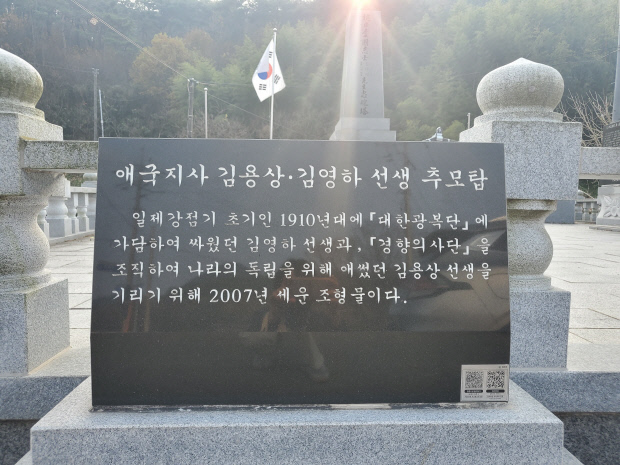 애국지사 김용상·김영하 선생 추모탑
일제강점기 초기인 1910년대에 「대한광복단」에
가담하여 싸웠던 김영하 선생과, 「경향의사단」을
조직하여 나라의 독립을 위해 애썼던 김용상 선생을
기리기 위해 2007년 세운 조형물이다.